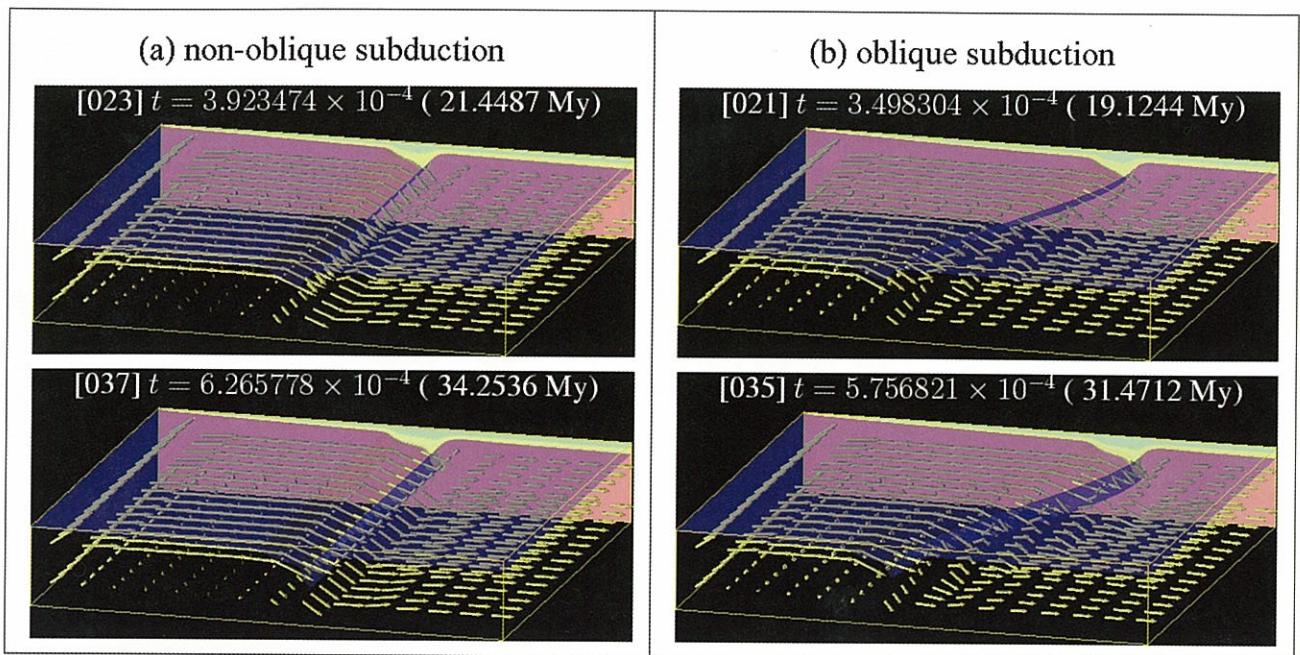 (a) non-oblique subduction
[023] t = 3.923474 × 10⁻⁴ ( 21.4487 My)
[037] t = 6.265778 × 10⁻⁴ ( 34.2536 My)
(b) oblique subduction
[021] t = 3.498304 × 10⁻⁴ ( 19.1244 My)
[035] t = 5.756821 × 10⁻⁴ ( 31.4712 My)